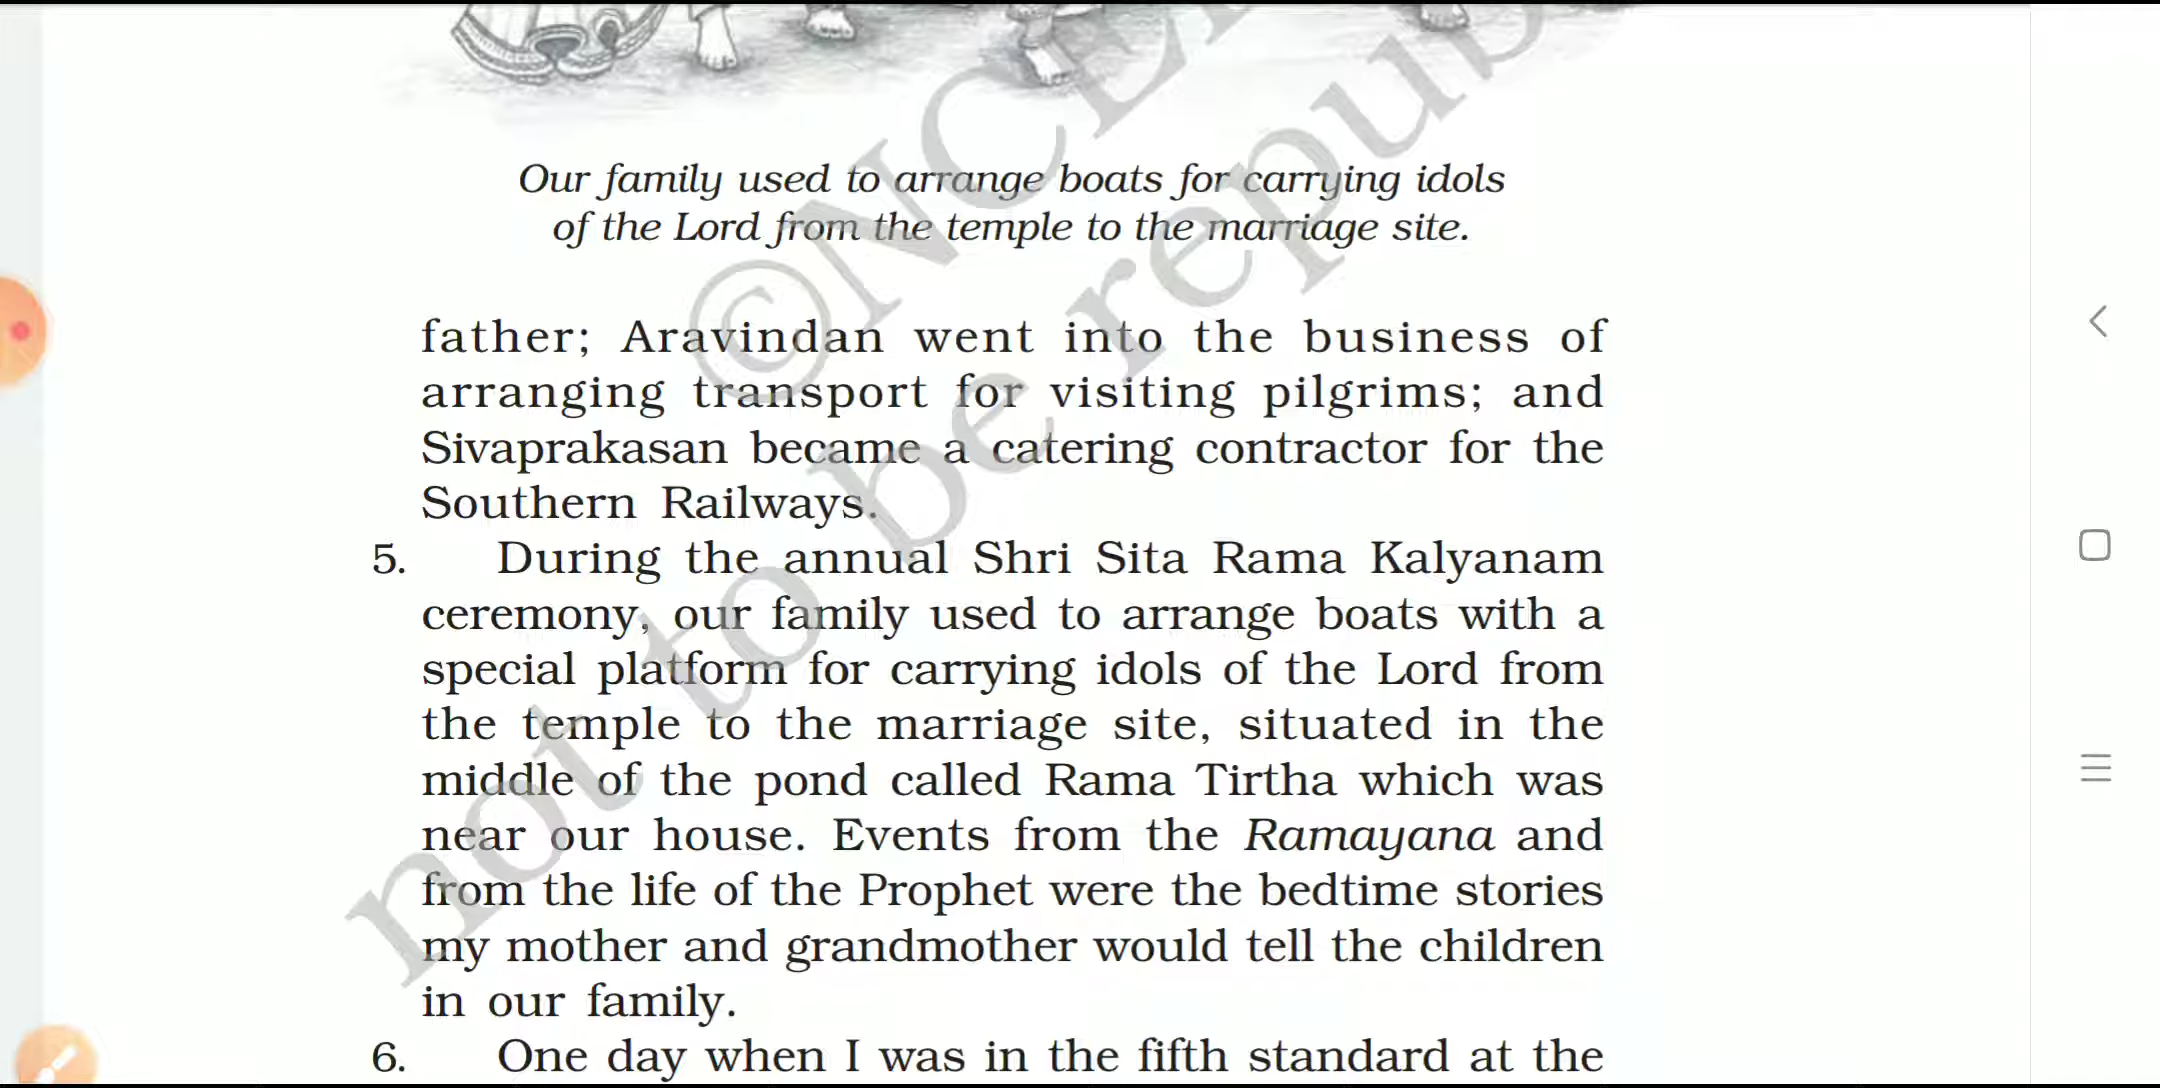 Our family used to arrange boats for carrying idols
of the Lord from the temple to the marriage site.
father; Aravindan went into the business of
arranging transport for visiting pilgrims; and
Sivaprakasan became a catering contractor for the
Southern Railways.
5. During the annual Shri Sita Rama Kalyanam
ceremony, our family used to arrange boats with a
special platform for carrying idols of the Lord from
the temple to the marriage site, situated in the
middle of the pond called Rama Tirtha which was
near our house. Events from the Ramayana and
from the life of the Prophet were the bedtime stories
my mother and grandmother would tell the children
in our family.
6. One day when I was in the fifth standard at the
not to be